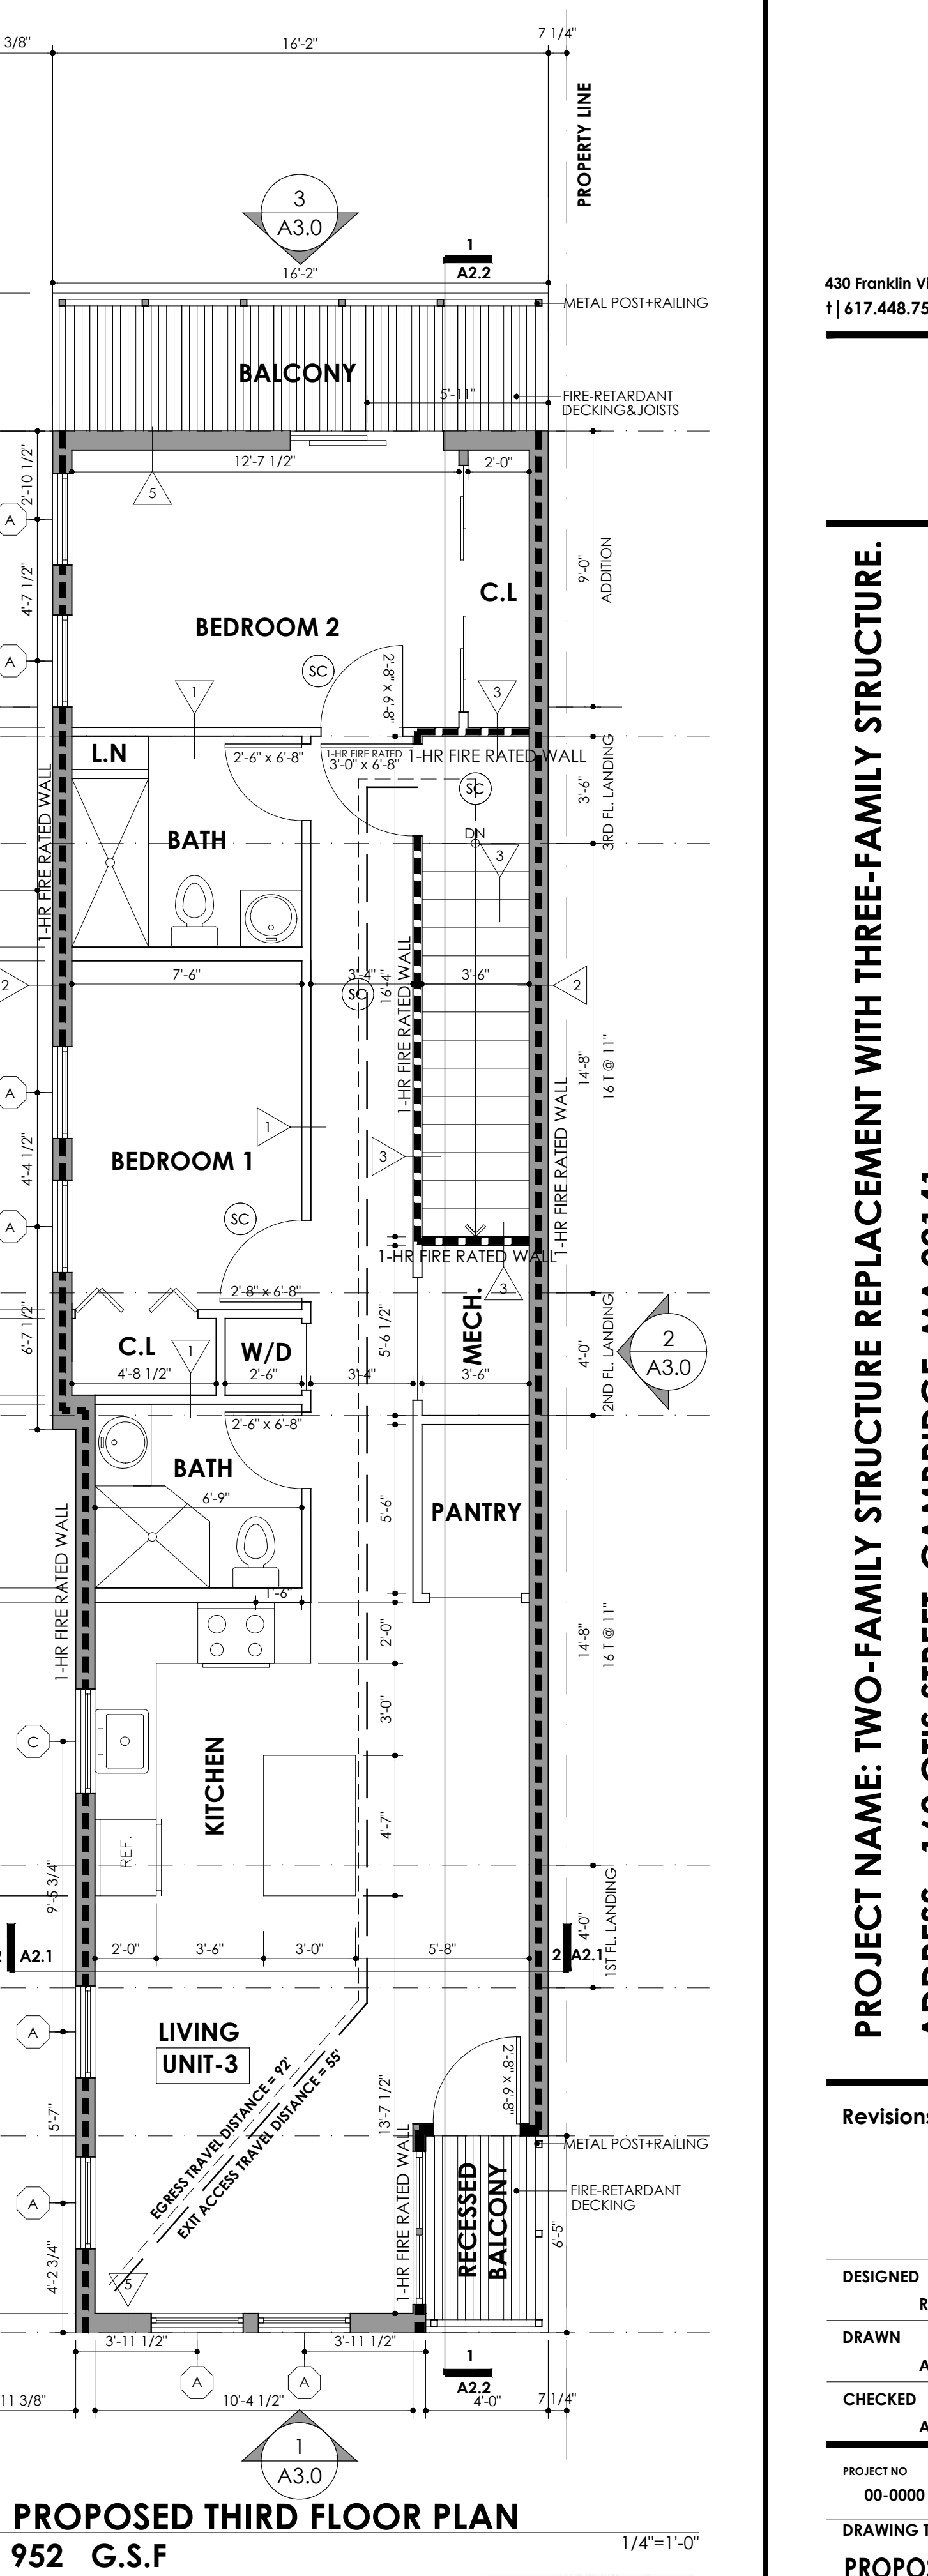 3/8"
16'-2"
7 1/4"
PROPERTY LINE
3
A3.0
1
A2.2
16'-2"
METAL POST+RAILING
BALCONY
5'-11"
FIRE-RETARDANT
DECKING&JOISTS
12'-7 1/2"
2'-0"
2'-10 1/2"
A
5
4'-7 1/2"
9'-0"
ADDITION
C.L
BEDROOM 2
A
SC
2'-8" x 6'-8"
1
3
L.N
2'-6" x 6'-8"
1-HR FIRE RATED
3'-0" x 6'-8"
1-HR FIRE RATED WALL
SC
3'-6"
3RD FL. LANDING
1-HR FIRE RATED WALL
BATH
DN
3
7'-6"
3'-4"
SC
16'-4"
3'-6"
2
2
1-HR FIRE RATED WALL
14'-8"
16 T @ 11"
A
1
3
4'-4 1/2"
BEDROOM 1
1-HR FIRE RATED WALL
A
SC
1-HR FIRE RATED WALL
2'-8" x 6'-8"
3
6'-7 1/2"
C.L
1
W/D
5'-6 1/2"
MECH.
4'-0"
2ND FL. LANDING
2
A3.0
4'-8 1/2"
2'-6"
3'-4"
3'-6"
2'-6" x 6'-8"
BATH
6'-9"
5'-6"
PANTRY
1-HR FIRE RATED WALL
1'-6"
2'-0"
14'-8"
16 T @ 11"
3'-0"
C
KITCHEN
4'-7"
REF.
9'-5 3/4"
4'-0"
1ST FL. LANDING
A2.1
2'-0"
3'-6"
3'-0"
5'-8"
2
A2.1
A
LIVING
UNIT-3
2'-8" x 6'-8"
5'-7"
EGRESS TRAVEL DISTANCE = 92'
EXIT ACCESS TRAVEL DISTANCE = 55'
13'-7 1/2"
METAL POST+RAILING
A
1-HR FIRE RATED WALL
RECESSED
BALCONY
FIRE-RETARDANT
DECKING
6'-5"
4'-2 3/4"
5
3'-11 1/2"
3'-11 1/2"
A
A
1
A2.2
11 3/8"
10'-4 1/2"
4'-0"
7 1/4"
1
A3.0
PROPOSED THIRD FLOOR PLAN
1/4"=1'-0"
952 G.S.F
430 Franklin
t | 617.448.75
PROJECT NAME: TWO-FAMILY STRUCTURE REPLACEMENT WITH THREE-FAMILY STRUCTURE.
Revisions
DESIGNED
R
DRAWN
A
CHECKED
A
PROJECT NO
00-0000
DRAWING T
PROPOS